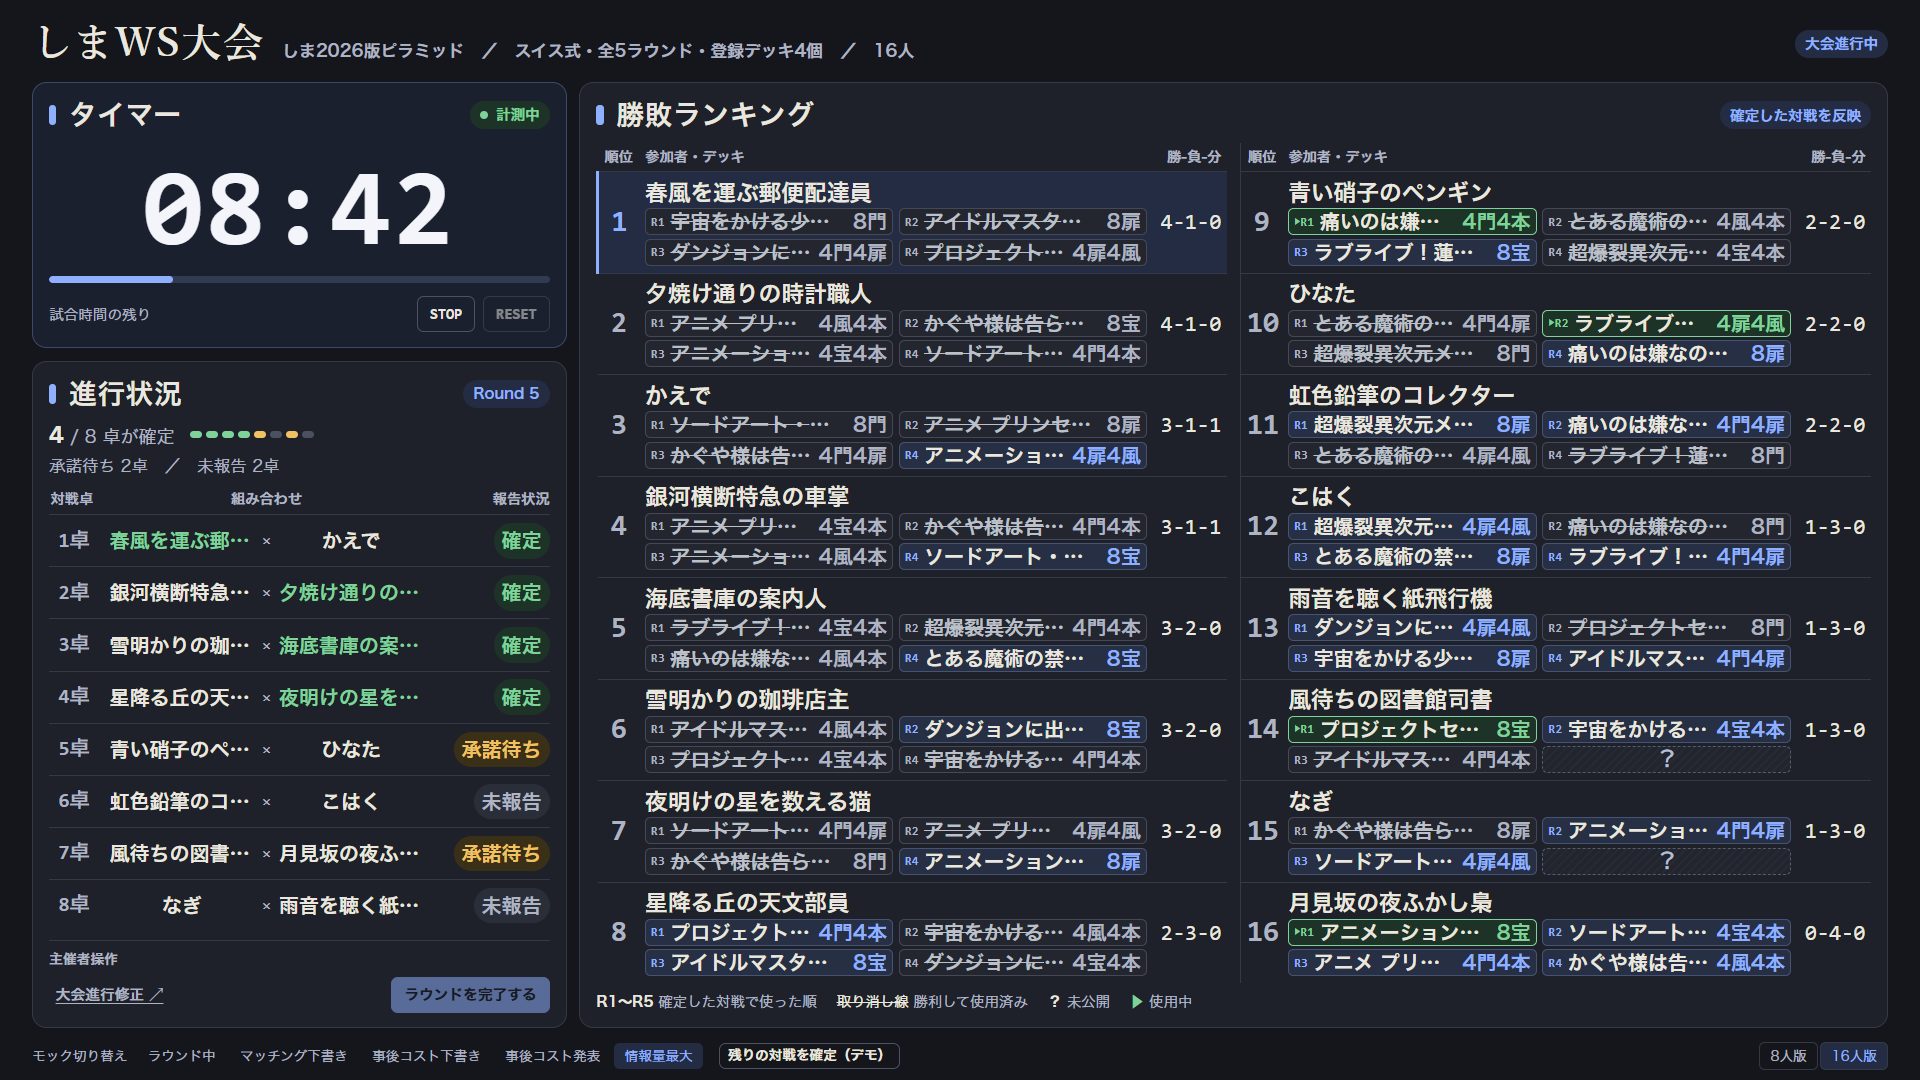 しまWS大会 しま2026版ピラミッド / スイス式・全5ラウンド・登録デッキ4個 / 16人
大会進行中
タイマー
計測中
08:42
試合時間の残り
STOP RESET
進行状況
Round 5
4 / 8 卓が確定
承諾待ち 2卓 / 未報告 2卓
対戦卓 組み合わせ 報告状況
1卓 春風を運ぶ郵… × かえで 確定
2卓 銀河横断特急… × 夕焼け通りの… 確定
3卓 雪明かりの珈… × 海底書庫の案… 確定
4卓 星降る丘の天… × 夜明けの星を… 確定
5卓 青い硝子のペ… × ひなた 承諾待ち
6卓 虹色鉛筆のコ… × こはく 未報告
7卓 風待ちの図書… × 月見坂の夜ふ… 承諾待ち
8卓 なぎ × 雨音を聴く紙… 未報告
主催者操作
大会進行修正 ↗
ラウンドを完了する
勝敗ランキング
確定した対戦を反映
順位 参加者・デッキ 勝-負-分
春風を運ぶ郵便配達員
1 R1 宇宙をかける少… 8門 R2 アイドルマスタ… 8扉 4-1-0
R3 ダンジョンに… 4門4扉 R4 プロジェクト… 4扉4風
夕焼け通りの時計職人
2 R1 アニメ プリ… 4風4本 R2 かぐや様は告ら… 8宝 4-1-0
R3 アニメーショ… 4宝4本 R4 ソードアート… 4門4本
かえで
3 R1 ソードアート・… 8門 R2 アニメ プリンセ… 8扉 3-1-1
R3 かぐや様は告… 4門4扉 R4 アニメーショ… 4扉4風
銀河横断特急の車掌
4 R1 アニメ プリ… 4宝4本 R2 かぐや様は告… 4門4本 3-1-1
R3 アニメーショ… 4風4本 R4 ソードアート・… 8宝
海底書庫の案内人
5 R1 ラブライブ！… 4宝4本 R2 超爆裂異次元… 4門4本 3-2-0
R3 痛いのは嫌な… 4風4本 R4 とある魔術の禁… 8宝
雪明かりの珈琲店主
6 R1 アイドルマス… 4風4本 R2 ダンジョンに出… 8宝 3-2-0
R3 プロジェクト… 4宝4本 R4 宇宙をかける… 4門4本
夜明けの星を数える猫
7 R1 ソードアート… 4門4扉 R2 アニメ プリ… 4扉4風 3-2-0
R3 かぐや様は告ら… 8門 R4 アニメーション… 8扉
星降る丘の天文部員
8 R1 プロジェクト… 4門4本 R2 宇宙をかける… 4風4本 2-3-0
R3 アイドルマスタ… 8宝 R4 ダンジョンに… 4宝4本
順位 参加者・デッキ 勝-負-分
青い硝子のペンギン
9 ▶R1 痛いのは嫌… 4門4本 R2 とある魔術の… 4風4本 2-2-0
R3 ラブライブ！蓮… 8宝 R4 超爆裂異次元… 4宝4本
ひなた
10 R1 とある魔術の… 4門4扉 ▶R2 ラブライブ… 4扉4風 2-2-0
R3 超爆裂異次元メ… 8門 R4 痛いのは嫌なの… 8扉
虹色鉛筆のコレクター
11 R1 超爆裂異次元メ… 8扉 R2 痛いのは嫌な… 4門4扉 2-2-0
R3 とある魔術の… 4扉4風 R4 ラブライブ！蓮… 8門
こはく
12 R1 超爆裂異次元… 4扉4風 R2 痛いのは嫌なの… 8門 1-3-0
R3 とある魔術の禁… 8扉 R4 ラブライブ！… 4門4扉
雨音を聴く紙飛行機
13 R1 ダンジョンに… 4扉4風 R2 プロジェクトセ… 8門 1-3-0
R3 宇宙をかける少… 8扉 R4 アイドルマス… 4門4扉
風待ちの図書館司書
14 ▶R1 プロジェクトセ… 8宝 R2 宇宙をかける… 4宝4本 1-3-0
R3 アイドルマス… 4門4本 ?
なぎ
15 R1 かぐや様は告ら… 8扉 R2 アニメーショ… 4門4扉 1-3-0
R3 ソードアート… 4扉4風 ?
月見坂の夜ふかし梟
16 ▶R1 アニメーション… 8宝 R2 ソードアート… 4宝4本 0-4-0
R3 アニメ プリ… 4門4本 R4 かぐや様は告… 4風4本
R1〜R5 確定した対戦で使った順 取り消し線 勝利して使用済み ? 未公開 ▶ 使用中
モック切り替え ラウンド中 マッチング下書き 事後コスト下書き 事後コスト発表 情報量最大 残りの対戦を確定（デモ） 8人版 16人版